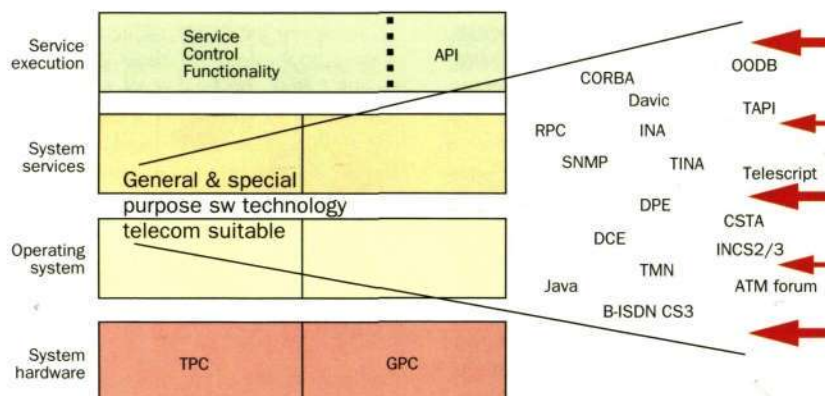 Service
execution
Service
Control
Functionality
API
System
services
General & special
purpose sw technology
telecom suitable
Operating
system
System
hardware
TPC
GPC
OODB
CORBA
Davic
TAPI
RPC
INA
SNMP
TINA
Telescript
DPE
CSTA
DCE
INCS2/3
TMN
Java
ATM forum
B-ISDN CS3